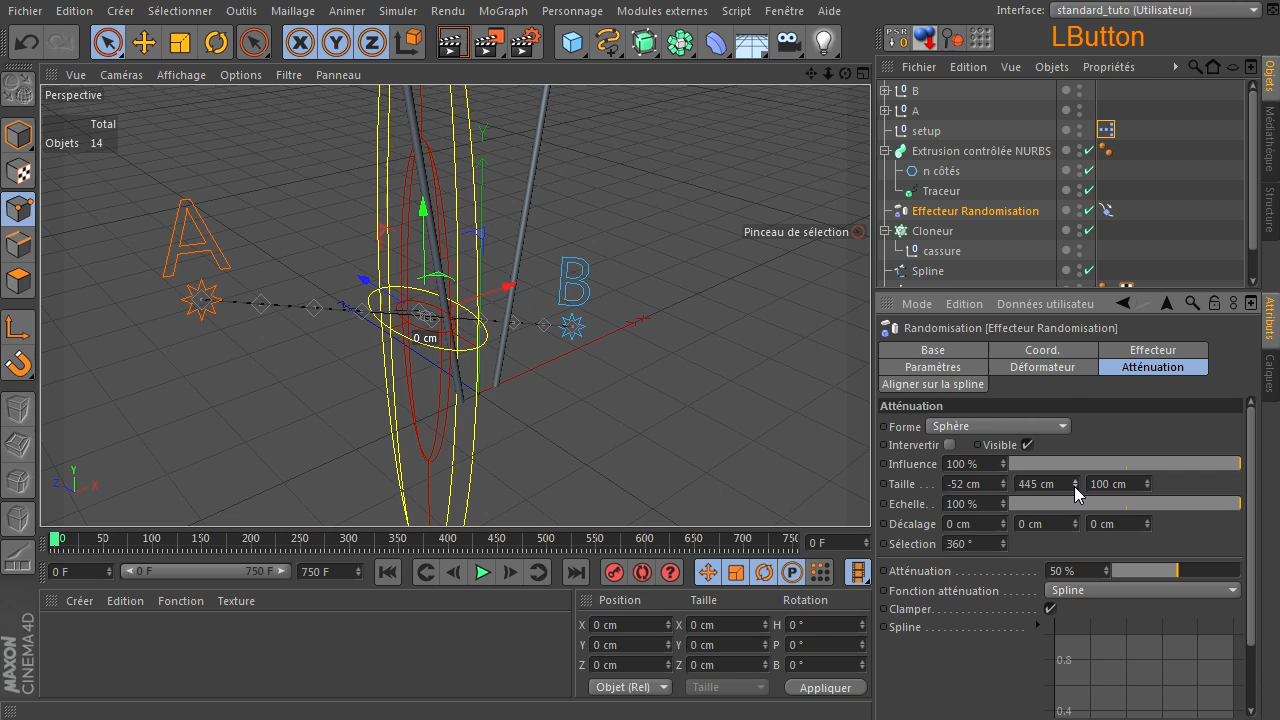 Fichier Edition Créer Sélectionner Outils Maillage Animer Simuler Rendu MoGraph Personnage Modules externes Script Fenêtre Aide
Interface: standard_tuto (Utilisateur)
LButton
X Y Z
PSR
0
Vue Caméras Affichage Options Filtre Panneau
Fichier Edition Vue Objets Propriétés
Objets
Médiathèque
Structure
Perspective
Total
Objets 14
A
B
Y
Pinceau de sélection
0 cm
Y
Z X
B
A
setup
Extrusion contrôlée NURBS
n côtés
Traceur
Effecteur Randomisation
Cloneur
cassure
Spline
Mode Edition Données utilisateu
Attributs
Calques
Randomisation [Effecteur Randomisation]
Base Coord. Effecteur
Paramètres Déformateur Atténuation
Aligner sur la spline
Atténuation
Forme Sphère
Intervertir Visible
Influence 100 %
Taille . . . -52 cm 445 cm 100 cm
Echelle. . 100 %
Décalage 0 cm 0 cm 0 cm
Sélection 360 °
Atténuation . . . . . . . . . . . . 50 %
Fonction atténuation . . . . . Spline
Clamper. . . . . . . . . . . . . . . .
Spline . . . . . . . . . . . . . . . .
0.8
0.4
0 50 100 150 200 250 300 350 400 450 500 550 600 650 700 750
0 F
0 F 0 F 750 F 750 F
P
Créer Edition Fonction Texture
Position Taille Rotation
X 0 cm X 0 cm H 0 °
Y 0 cm Y 0 cm P 0 °
Z 0 cm Z 0 cm B 0 °
Objet (Rel) Taille Appliquer
MAXON
CINEMA 4D